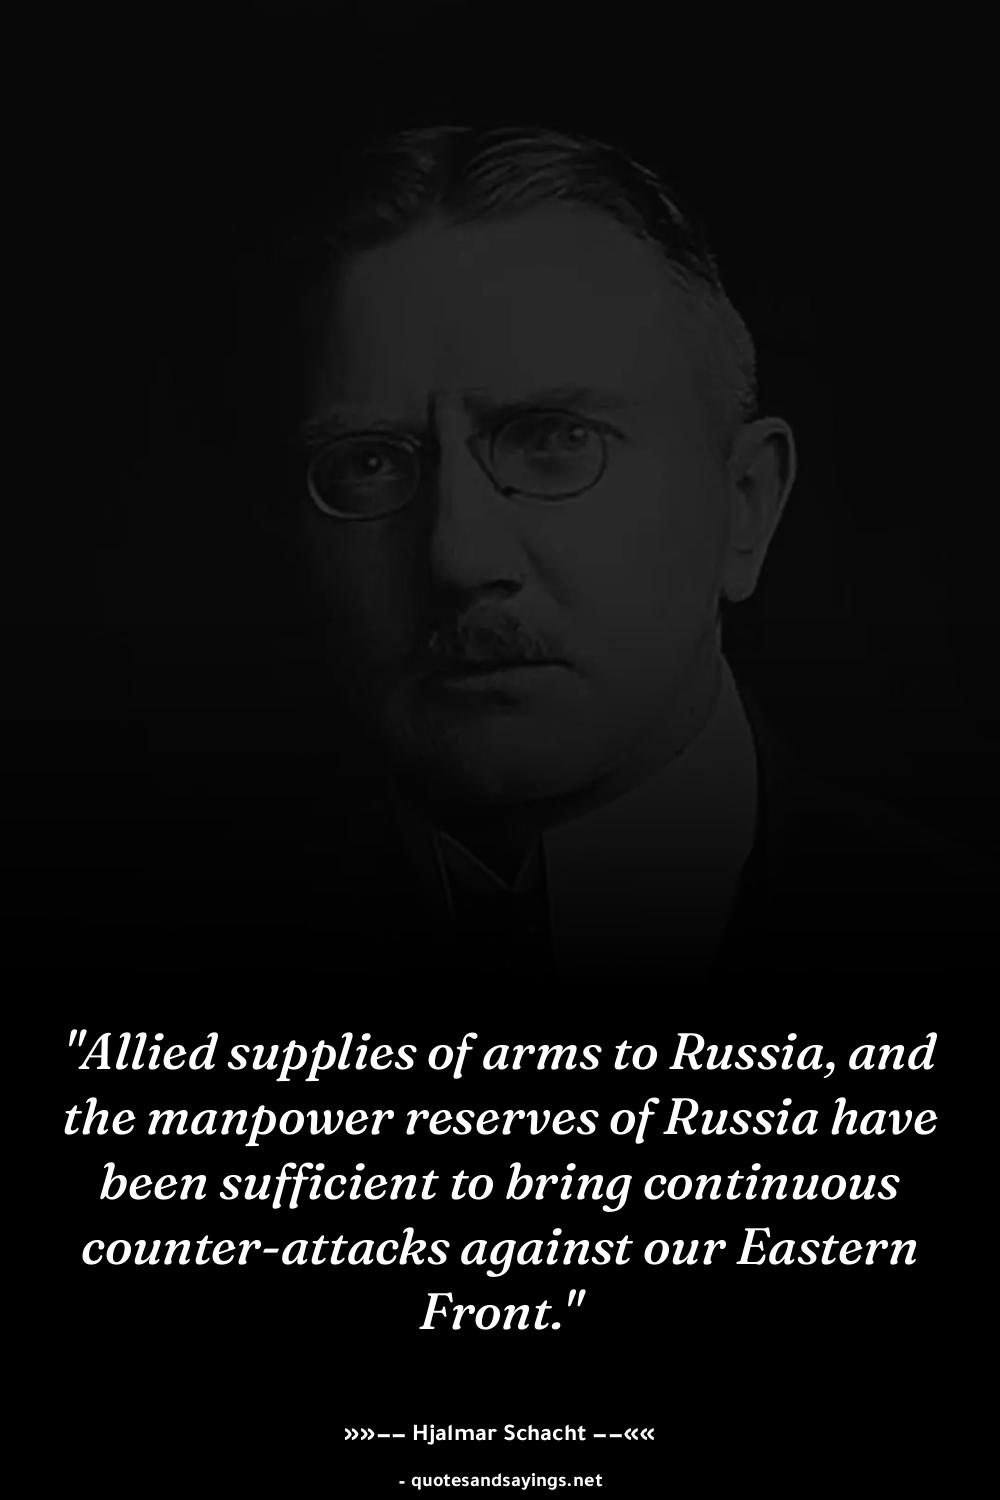 "Allied supplies of arms to Russia, and
the manpower reserves of Russia have
been sufficient to bring continuous
counter-attacks against our Eastern
Front."
»»–– Hjalmar Schacht ––««
- quotesandsayings.net